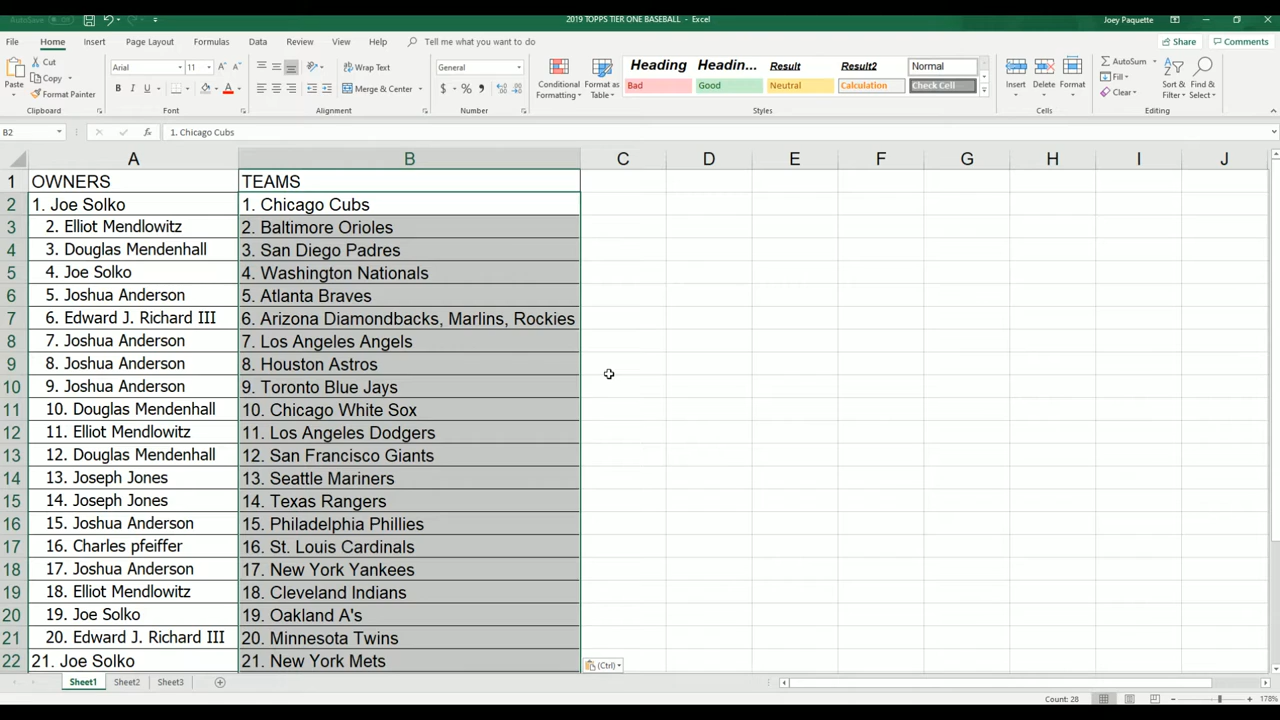 AutoSave
2019 TOPPS TIER ONE BASEBALL - Excel
Joey Paquette
File Home Insert Page Layout Formulas Data Review View Help Tell me what you want to do
Share Comments
Paste
Cut
Copy
Format Painter
Clipboard
Arial 11
B I U
Font
Wrap Text
Merge & Center
Alignment
General
$ % 9
Number
Conditional Formatting
Format as Table
Heading Headin... Result Result2 Normal
Bad Good Neutral Calculation Check Cell
Styles
Insert Delete Format
Cells
AutoSum
Fill
Clear
Sort & Filter
Find & Select
Editing
B2 fx 1. Chicago Cubs
A B C D E F G H I J
1 OWNERS TEAMS
2 1. Joe Solko 1. Chicago Cubs
3 2. Elliot Mendlowitz 2. Baltimore Orioles
4 3. Douglas Mendenhall 3. San Diego Padres
5 4. Joe Solko 4. Washington Nationals
6 5. Joshua Anderson 5. Atlanta Braves
7 6. Edward J. Richard III 6. Arizona Diamondbacks, Marlins, Rockies
8 7. Joshua Anderson 7. Los Angeles Angels
9 8. Joshua Anderson 8. Houston Astros
10 9. Joshua Anderson 9. Toronto Blue Jays
11 10. Douglas Mendenhall 10. Chicago White Sox
12 11. Elliot Mendlowitz 11. Los Angeles Dodgers
13 12. Douglas Mendenhall 12. San Francisco Giants
14 13. Joseph Jones 13. Seattle Mariners
15 14. Joseph Jones 14. Texas Rangers
16 15. Joshua Anderson 15. Philadelphia Phillies
17 16. Charles pfeiffer 16. St. Louis Cardinals
18 17. Joshua Anderson 17. New York Yankees
19 18. Elliot Mendlowitz 18. Cleveland Indians
20 19. Joe Solko 19. Oakland A's
21 20. Edward J. Richard III 20. Minnesota Twins
22 21. Joe Solko 21. New York Mets
(Ctrl)
Sheet1 Sheet2 Sheet3
Count: 28
178%